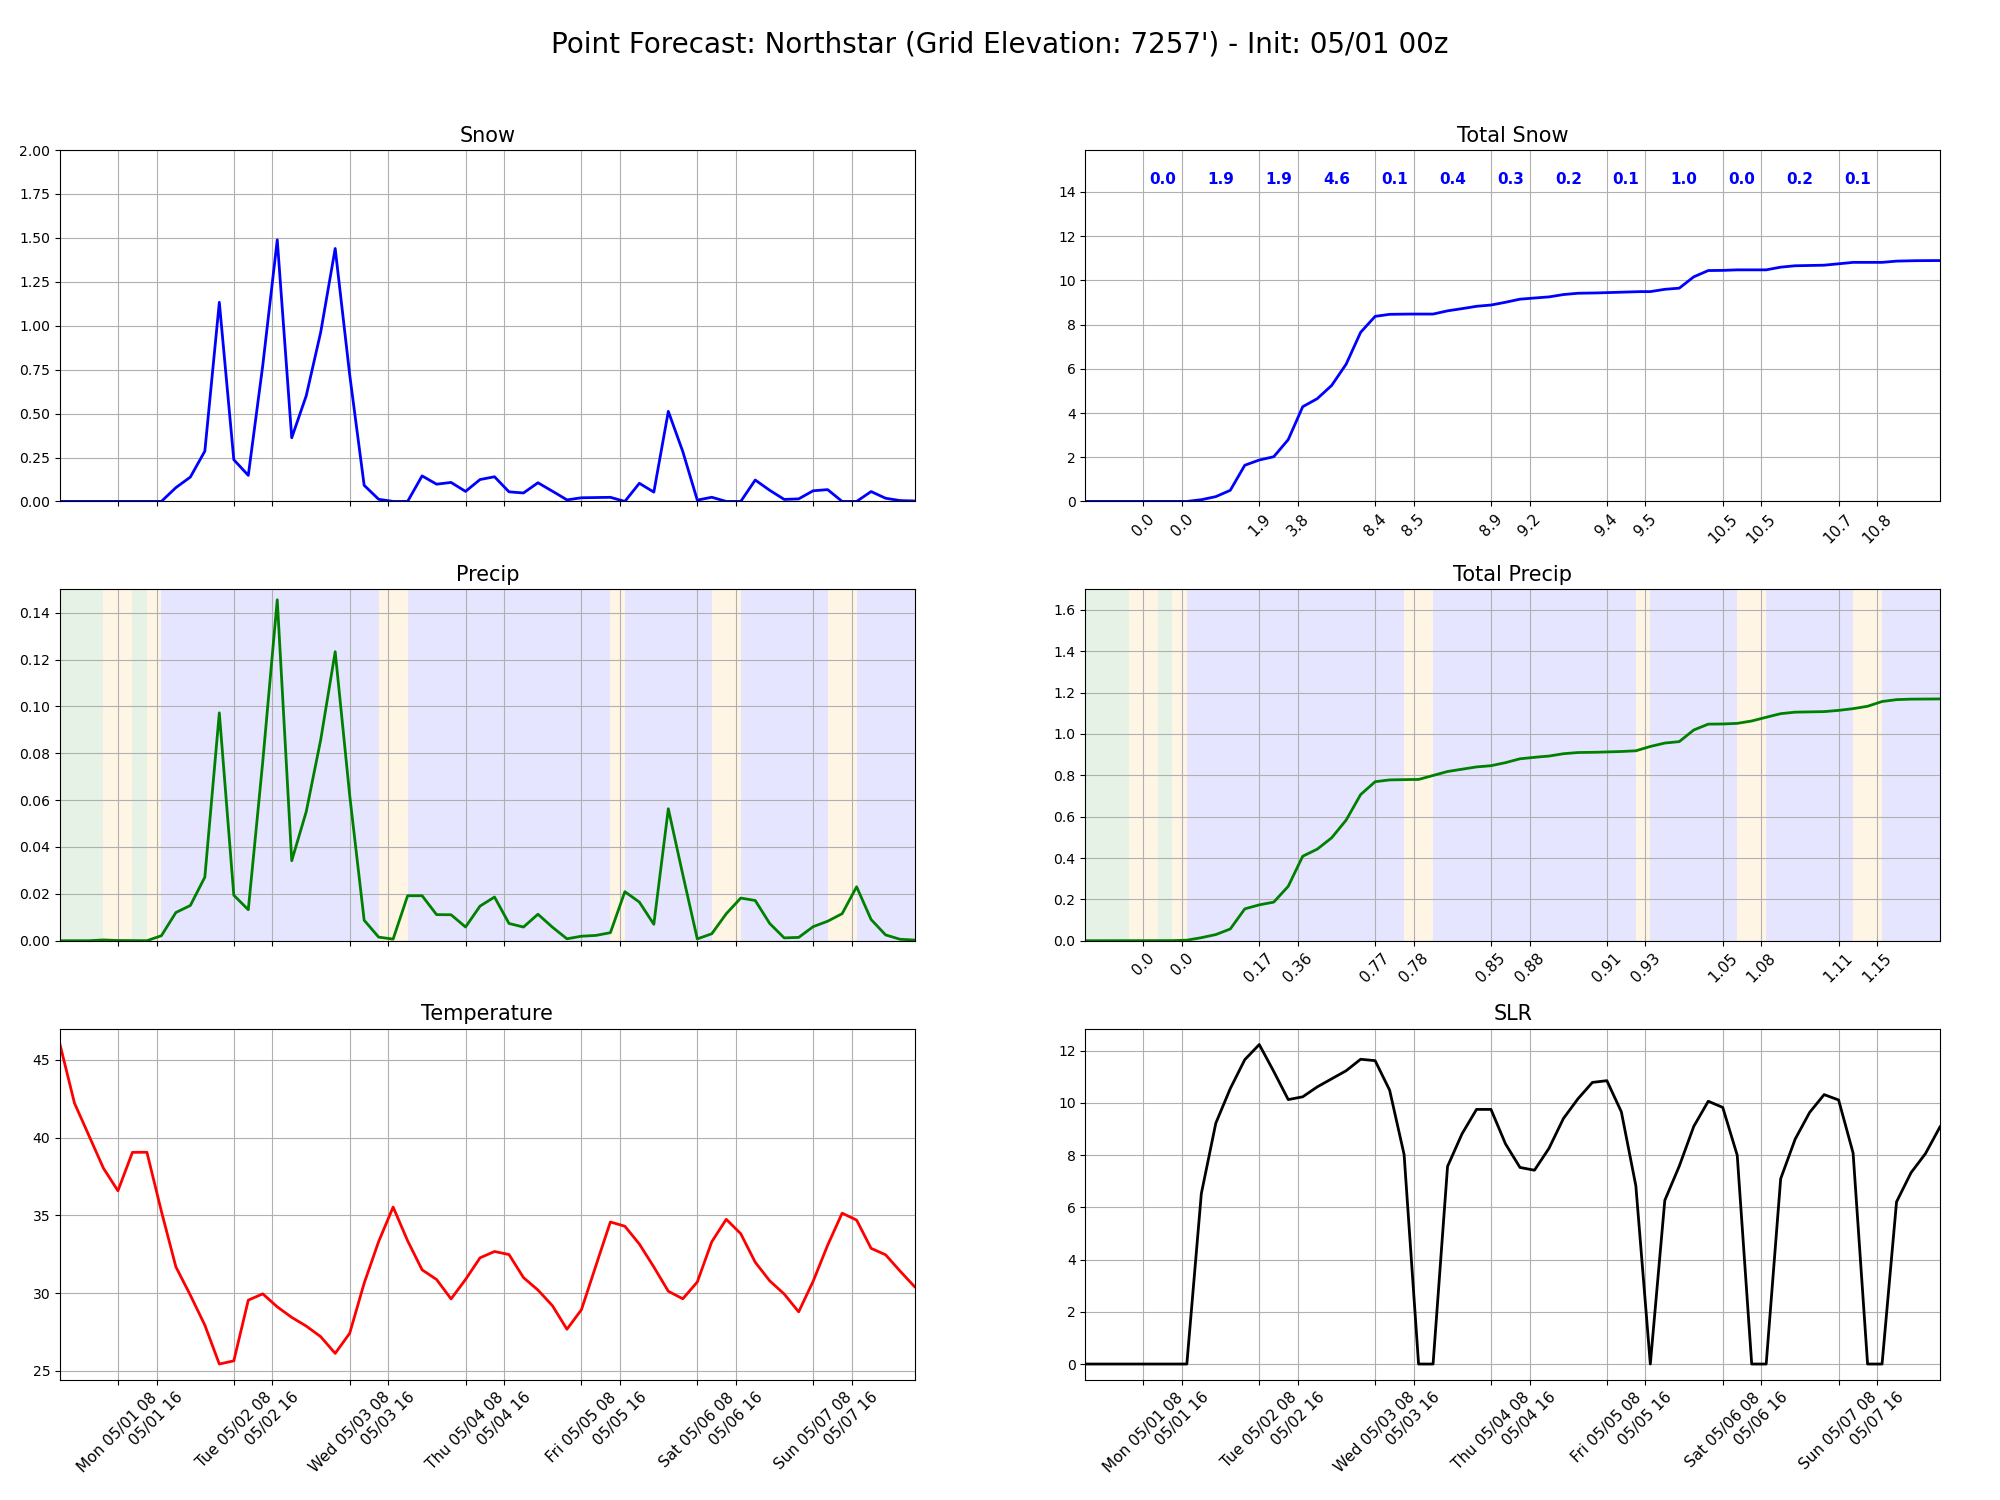 Point Forecast: Northstar (Grid Elevation: 7257') - Init: 05/01 00z
Snow
2.00
1.75
1.50
1.25
1.00
0.75
0.50
0.25
0.00
Total Snow
0.0 1.9 1.9 4.6 0.1 0.4 0.3 0.2 0.1 1.0 0.0 0.2 0.1
14
12
10
8
6
4
2
0
0.0 0.0 1.9 3.8 8.4 8.5 8.9 9.2 9.4 9.5 10.5 10.5 10.7 10.8
Precip
0.14
0.12
0.10
0.08
0.06
0.04
0.02
0.00
Total Precip
1.6
1.4
1.2
1.0
0.8
0.6
0.4
0.2
0.0
0.0 0.0 0.17 0.36 0.77 0.78 0.85 0.88 0.91 0.93 1.05 1.08 1.11 1.15
Temperature
45
40
35
30
25
Mon 05/01 08
05/01 16
Tue 05/02 08
05/02 16
Wed 05/03 08
05/03 16
Thu 05/04 08
05/04 16
Fri 05/05 08
05/05 16
Sat 05/06 08
05/06 16
Sun 05/07 08
05/07 16
SLR
12
10
8
6
4
2
0
Mon 05/01 08
05/01 16
Tue 05/02 08
05/02 16
Wed 05/03 08
05/03 16
Thu 05/04 08
05/04 16
Fri 05/05 08
05/05 16
Sat 05/06 08
05/06 16
Sun 05/07 08
05/07 16